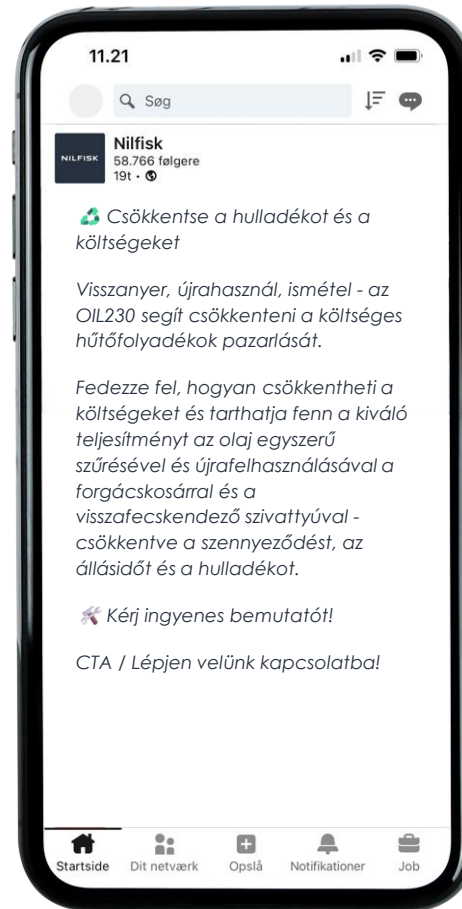 11.21
Søg
NILFISK
Nilfisk
58.766 følgere
19t •
Csökkentse a hulladékot és a
költségeket
Visszanyer, újrahasznál, ismétel - az
OIL230 segít csökkenteni a költséges
hűtőfolyadékok pazarlását.
Fedezze fel, hogyan csökkentheti a
költségeket és tarthatja fenn a kiváló
teljesítményt az olaj egyszerű
szűrésével és újrafelhasználásával a
forgácskosárral és a
visszafecskendező szivattyúval -
csökkentve a szennyeződést, az
állásidőt és a hulladékot.
Kérj ingyenes bemutatót!
CTA / Lépjen velünk kapcsolatba!
Startside Dit netværk Opslå Notifikationer Job